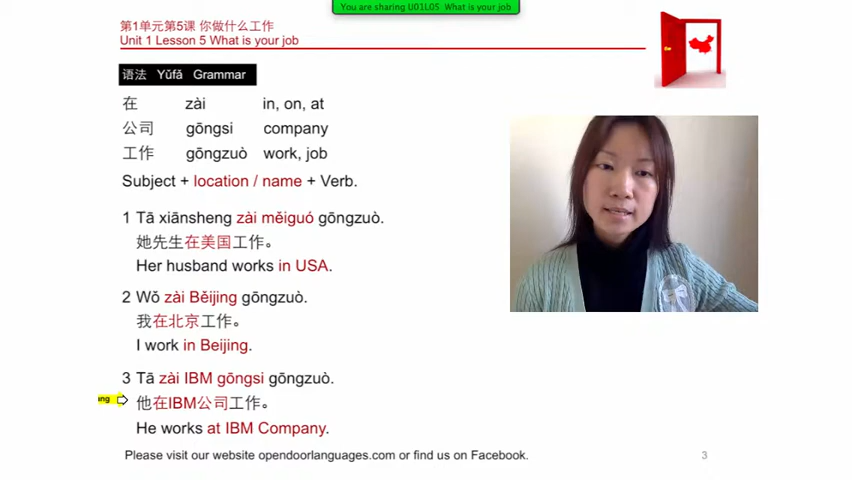 You are sharing U01L05 What is your job
第1单元第5课 你做什么工作
Unit 1 Lesson 5 What is your job
语法 Yǔfǎ Grammar
在 zài in, on, at
公司 gōngsi company
工作 gōngzuò work, job
Subject + location / name + Verb.
1 Tā xiānsheng zài měiguó gōngzuò.
她先生在美国工作。
Her husband works in USA.
2 Wǒ zài Běijing gōngzuò.
我在北京工作。
I work in Beijing.
3 Tā zài IBM gōngsi gōngzuò.
他在IBM公司工作。
He works at IBM Company.
Please visit our website opendoorlanguages.com or find us on Facebook.
3